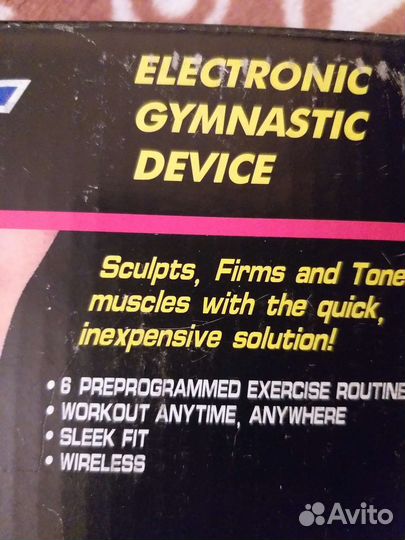 ELECTRONIC
GYMNASTIC
DEVICE
Sculpts, Firms and Tone
muscles with the quick,
inexpensive solution!
• 6 PREPROGRAMMED EXERCISE ROUTINE
• WORKOUT ANYTIME, ANYWHERE
• SLEEK FIT
• WIRELESS
Avito